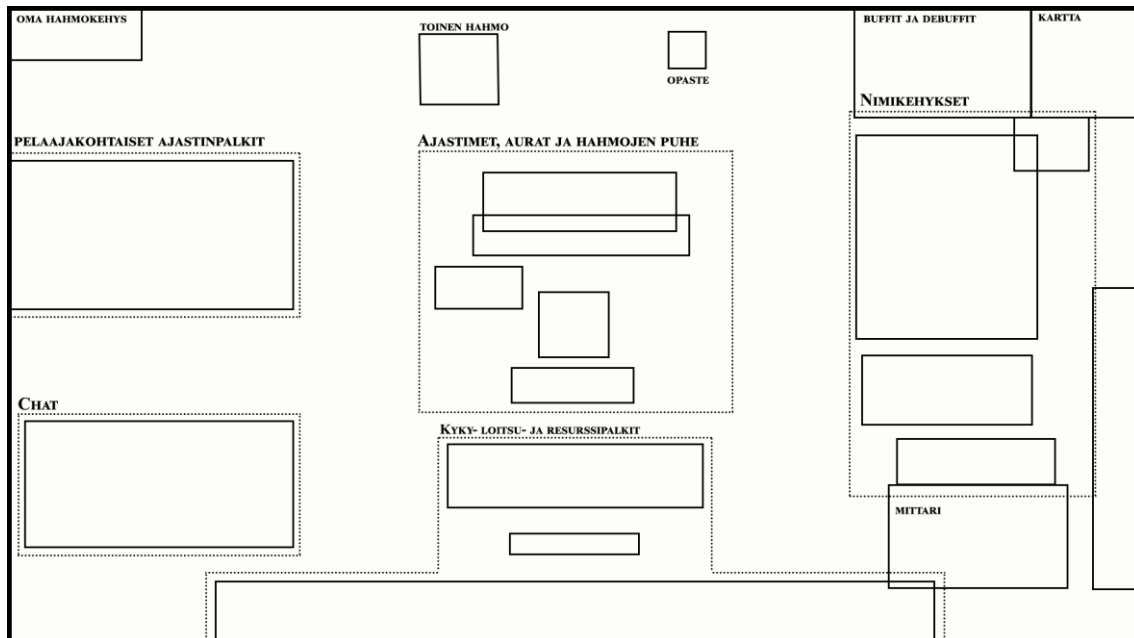 OMA HAHMOKEHYS
TOINEN HAHMO
OPASTE
BUFFIT JA DEBUFFIT
KARTTA
NIMIKEHYKSET
PELAAJAKOHTAISET AJASTINPALKIT
AJASTIMET, AURAT JA HAHMOJEN PUHE
CHAT
KYKY- LOITSU- JA RESURSSIPALKIT
MITTARI